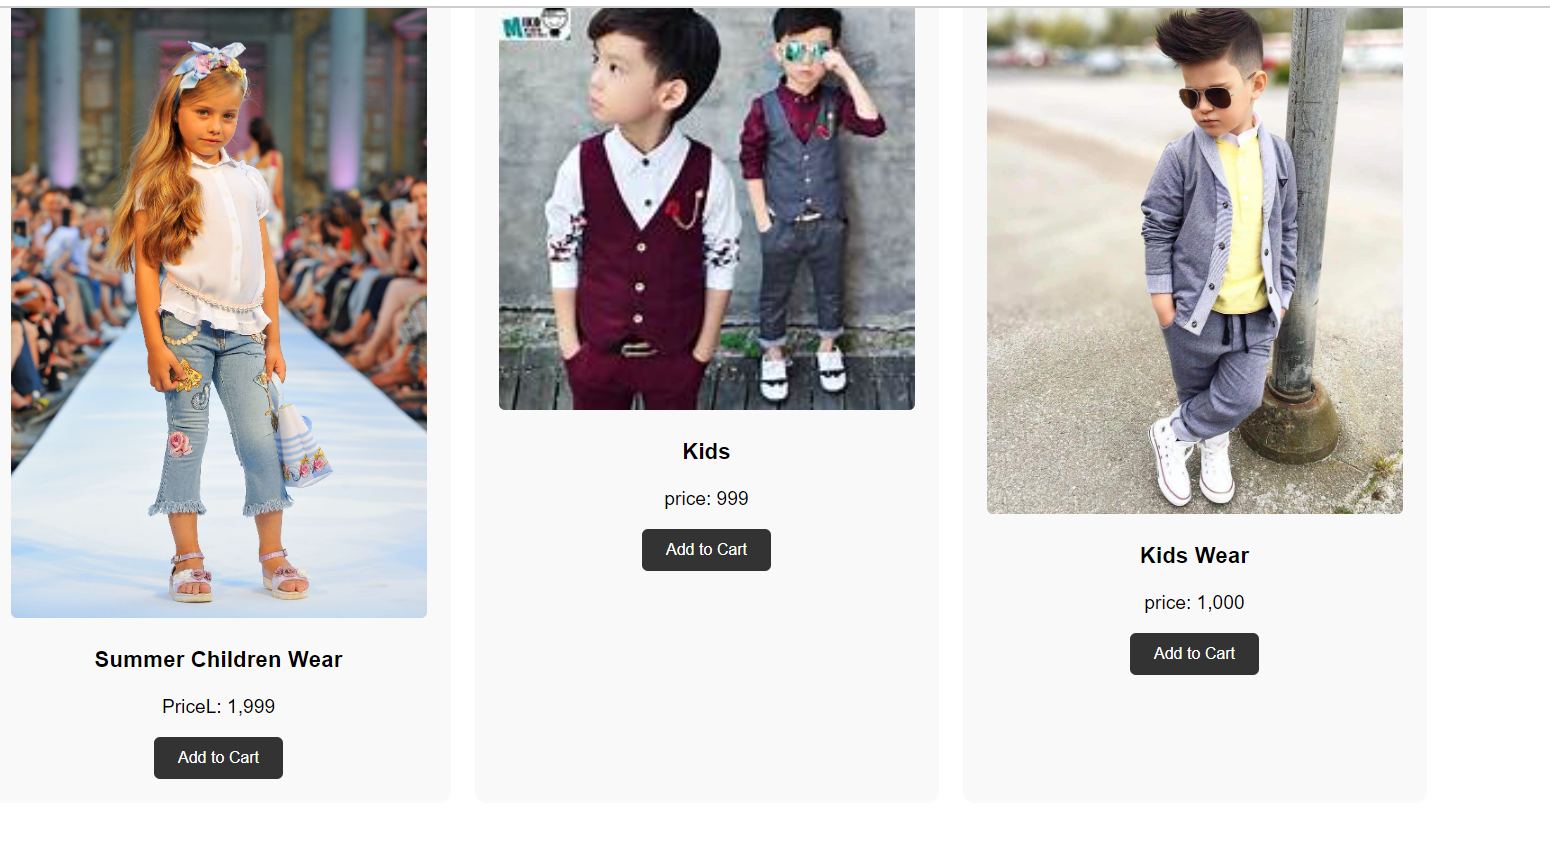 Summer Children Wear
PriceL: 1,999
Add to Cart
Kids
price: 999
Add to Cart
Kids Wear
price: 1,000
Add to Cart